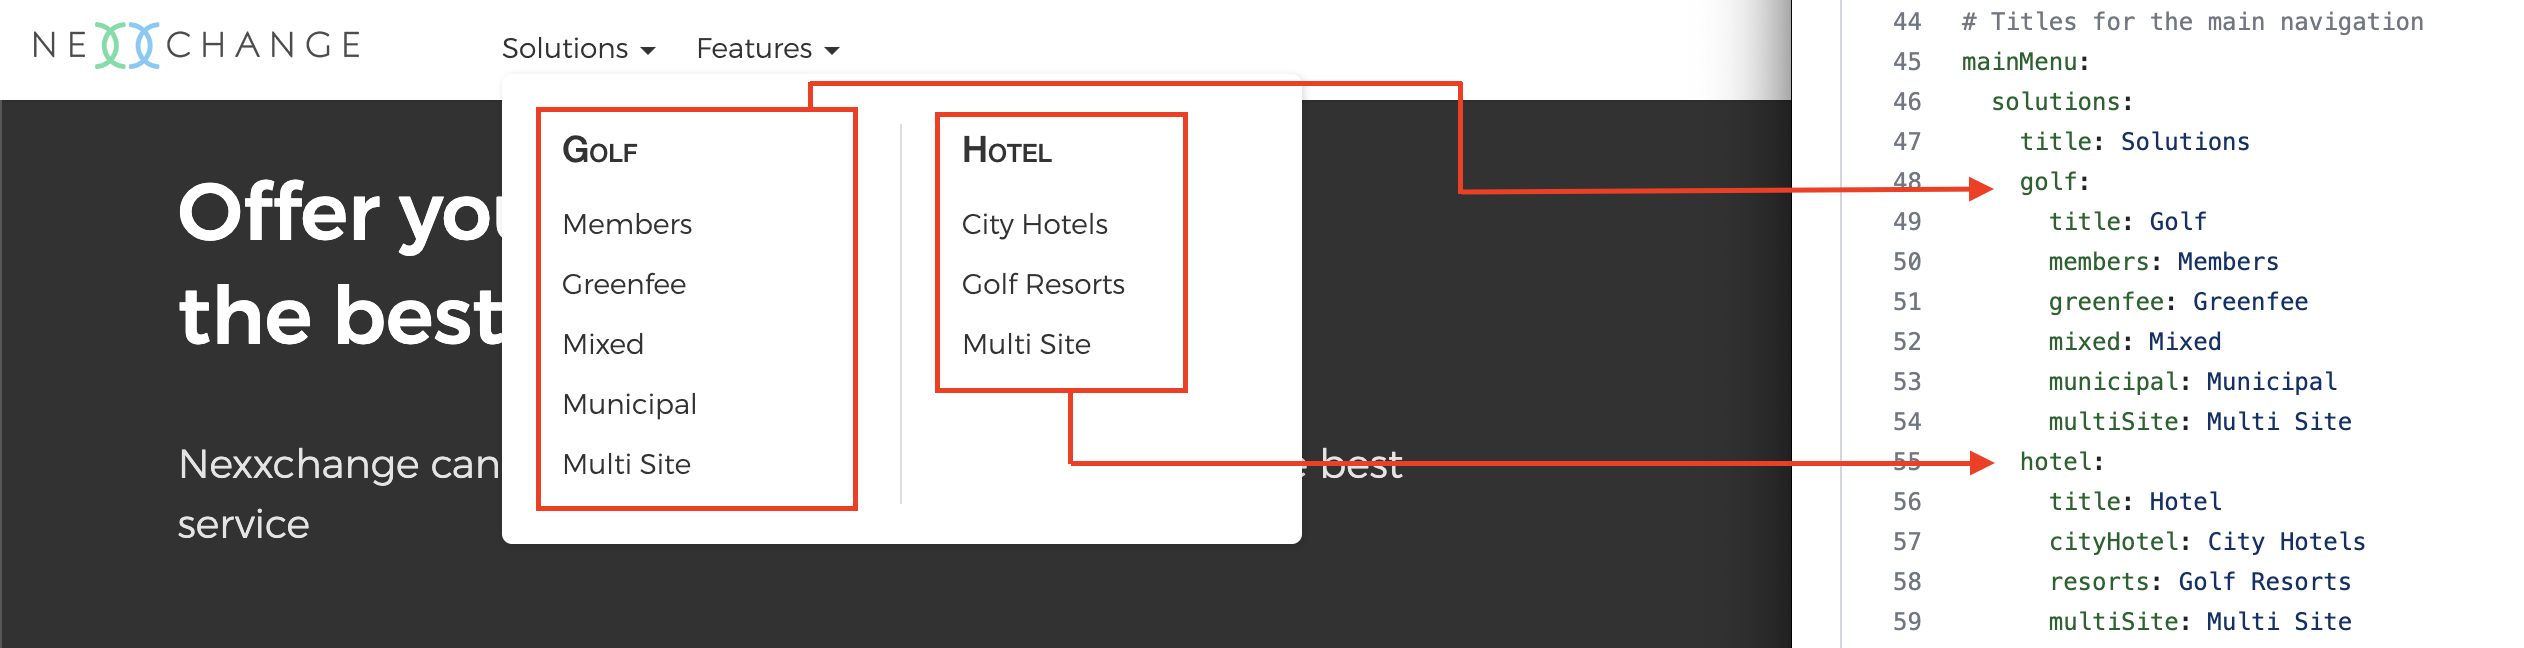 NEXXCHANGE
Solutions
Features
Golf
Members
Greenfee
Mixed
Municipal
Multi Site
Hotel
City Hotels
Golf Resorts
Multi Site
Offer
the best
Nexxchange can
best
service
44 # Titles for the main navigation
45 mainMenu:
46 solutions:
47 title: Solutions
48 golf:
49 title: Golf
50 members: Members
51 greenfee: Greenfee
52 mixed: Mixed
53 municipal: Municipal
54 multiSite: Multi Site
55 hotel:
56 title: Hotel
57 cityHotel: City Hotels
58 resorts: Golf Resorts
59 multiSite: Multi Site